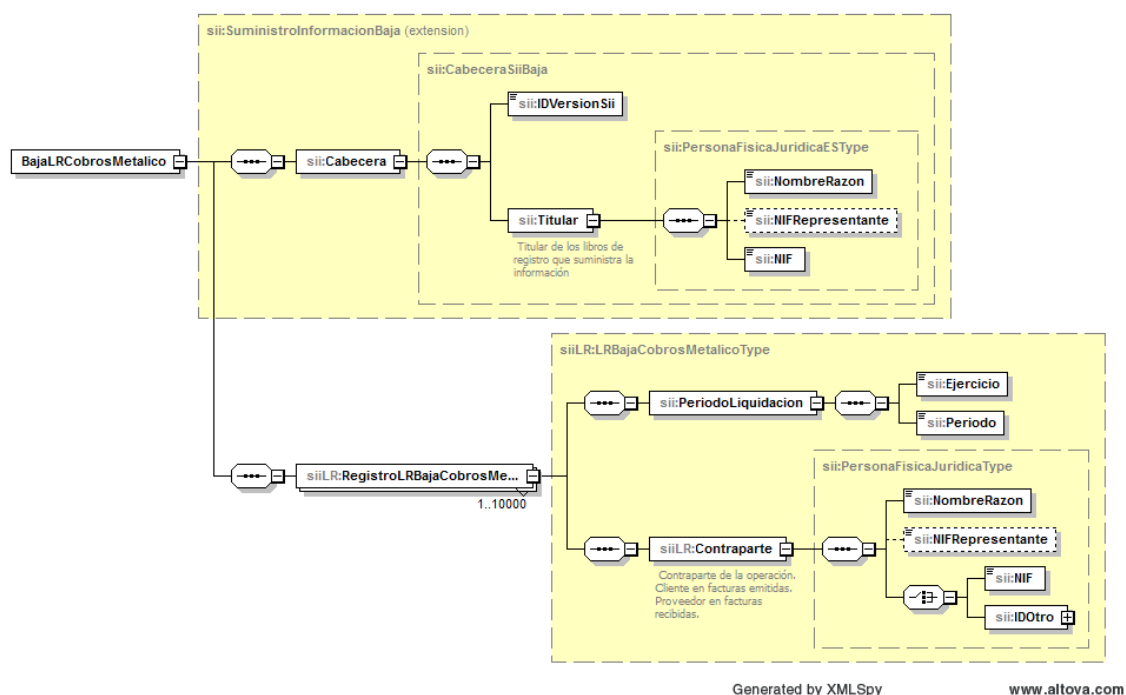 sii:SuministroInformacionBaja (extension)
sii:CabeceraSiiBaja
sii:IDVersionSii
sii:PersonaFisicaJuridicaESType
BajaLRCobrosMetalico
sii:Cabecera
sii:NombreRazon
sii:Titular
sii:NIFRepresentante
Titular de los libros de
registro que suministra la
información
sii:NIF
siiLR:LRBajaCobrosMetalicoType
sii:PeriodoLiquidacion
sii:Ejercicio
sii:Periodo
sii:PersonaFisicaJuridicaType
siiLR:RegistroLRBajaCobrosMe...
1..10000
sii:NombreRazon
siiLR:Contraparte
sii:NIFRepresentante
Contraparte de la operación.
Cliente en facturas emitidas.
Proveedor en facturas
recibidas.
sii:NIF
sii:IDOtro
Generated by XMLSpy
www.altova.com